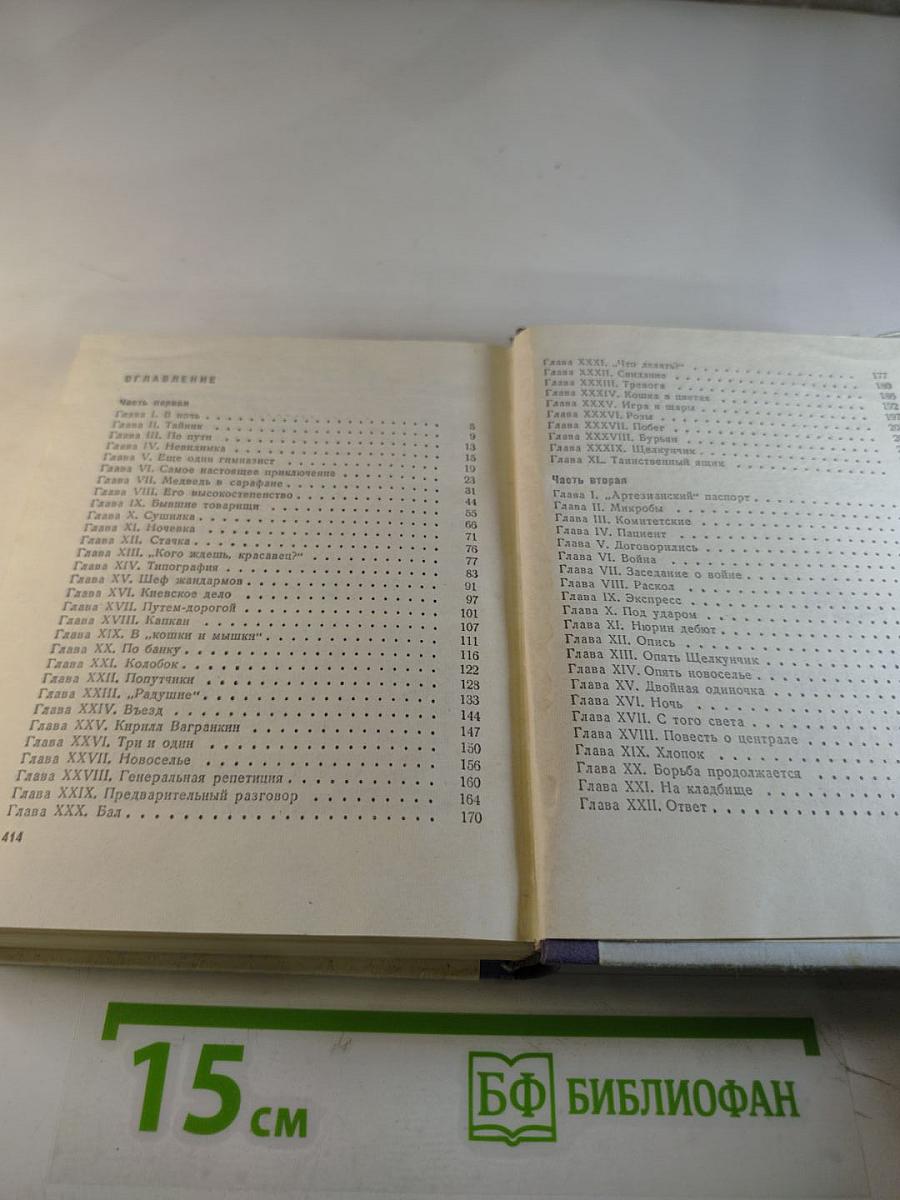 ОГЛАВЛЕНИЕ
Часть первая
Глава I. В ночь 5
Глава II. Тайник 9
Глава III. По пути 13
Глава IV. Невидимка 15
Глава V. Еще один гимназист 19
Глава VI. Самое настоящее приключение 23
Глава VII. Медведь в сарафане 31
Глава VIII. Его высокостепенство 44
Глава IX. Бывшие товарищи 55
Глава X. Сушилка 66
Глава XI. Ночевка 71
Глава XII. Стачка 76
Глава XIII. „Кого ждешь, красавец?“ 77
Глава XIV. Типография 83
Глава XV. Шеф жандармов 91
Глава XVI. Киевское дело 97
Глава XVII. Путем-дорогой 101
Глава XVIII. Капкан 107
Глава XIX. В „кошки и мышки“ 111
Глава XX. По банку 116
Глава XXI. Колобок 122
Глава XXII. Попутчики 128
Глава XXIII. „Радушие“ 133
Глава XXIV. Въезд 144
Глава XXV. Кирилл Вагранкин 147
Глава XXVI. Три и один 150
Глава XXVII. Новоселье 156
Глава XXVIII. Генеральная репетиция 160
Глава XXIX. Предварительный разговор 164
Глава XXX. Бал 170
414
Глава XXXI. „Что делать?“ 177
Глава XXXII. Свидание 180
Глава XXXIII. Тревога 186
Глава XXXIV. Кошка в цветах 192
Глава XXXV. Игра в шары 197
Глава XXXVI. Розы
Глава XXXVII. Побег
Глава XXXVIII. Бурьян
Глава XXXIX. Щелкунчик
Глава XL. Таинственный ящик
Часть вторая
Глава I. „Артезианский“ паспорт
Глава II. Микробы
Глава III. Комитетские
Глава IV. Пациент
Глава V. Договорились
Глава VI. Война
Глава VII. Заседание о войне
Глава VIII. Раскол
Глава IX. Экспресс
Глава X. Под ударом
Глава XI. Нюрин дебют
Глава XII. Опись
Глава XIII. Опять Щелкунчик
Глава XIV. Опять новоселье
Глава XV. Двойная одиночка
Глава XVI. Ночь
Глава XVII. С того света
Глава XVIII. Повесть о централе
Глава XIX. Хлопок
Глава XX. Борьба продолжается
Глава XXI. На кладбище
Глава XXII. Ответ
15 см
БФ БИБЛИОФАН